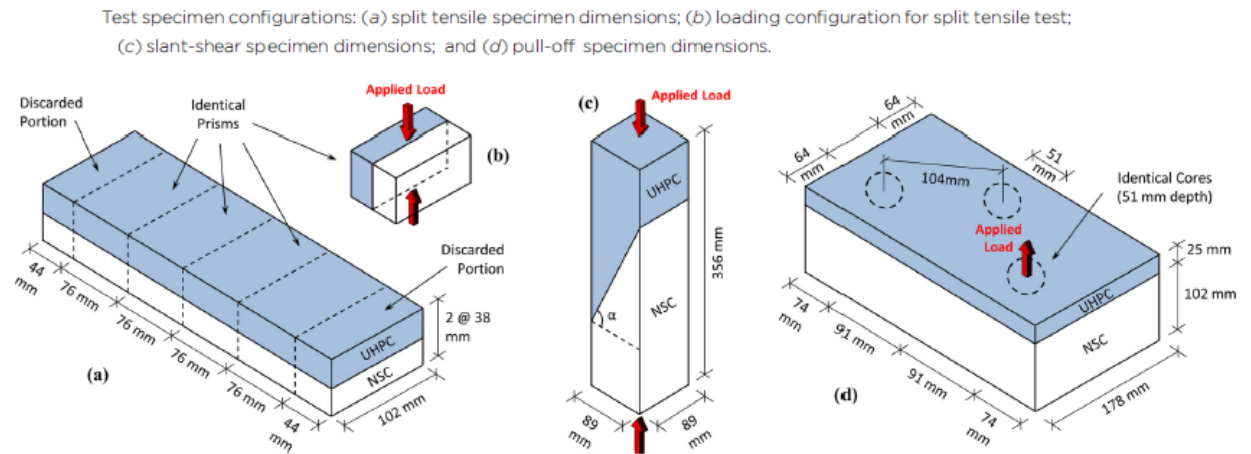 Test specimen configurations: (a) split tensile specimen dimensions; (b) loading configuration for split tensile test;
(c) slant-shear specimen dimensions; and (d) pull-off specimen dimensions.
Discarded
Portion
Identical
Prisms
Applied Load
(b)
Discarded
Portion
44
mm
76 mm
76 mm
76 mm
76 mm
44
mm
UHPC
NSC
2 @ 38
mm
102 mm
(a)
(c)
Applied Load
UHPC
NSC
α
356 mm
89
mm
89
mm
64
mm
64
mm
104mm
51
mm
Identical Cores
(51 mm depth)
Applied
Load
25 mm
102 mm
UHPC
NSC
74
mm
91 mm
91 mm
74
mm
178 mm
(d)